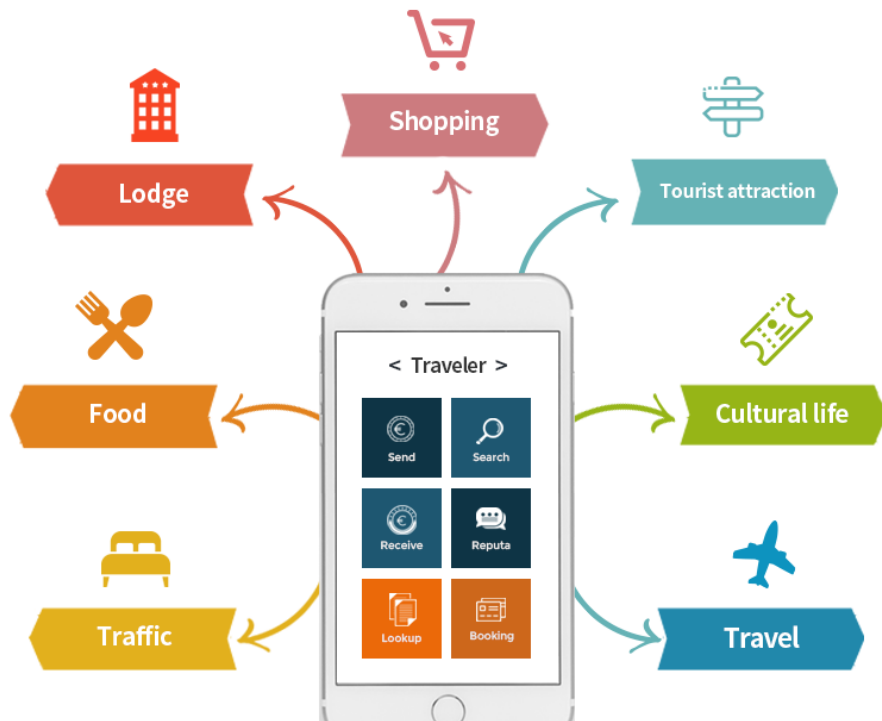 Shopping
Lodge
Tourist attraction
< Traveler >
Food
Cultural life
Send
Search
Receive
Reputa
Traffic
Travel
Lookup
Booking